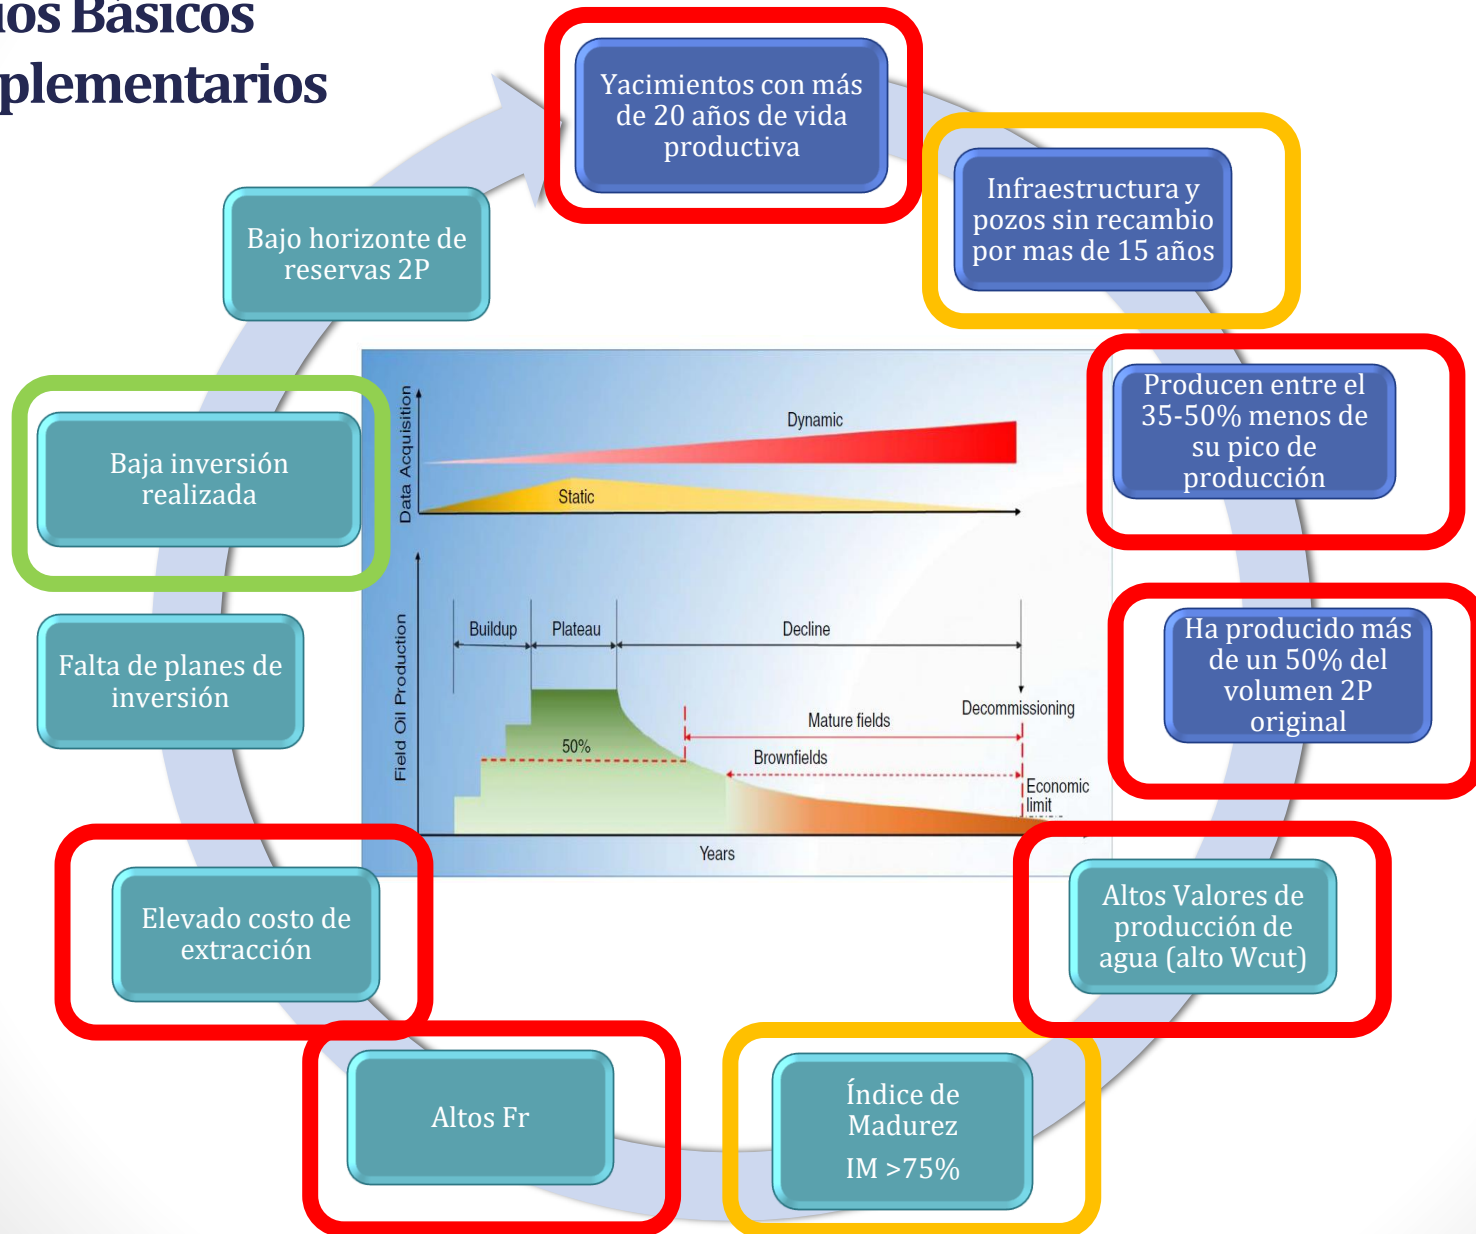 ios Básicos
plementarios
Yacimientos con más
de 20 años de vida
productiva
Infraestructura y
pozos sin recambio
por mas de 15 años
Producen entre el
35-50% menos de
su pico de
producción
Ha producido más
de un 50% del
volumen 2P
original
Altos Valores de
producción de
agua (alto Wcut)
Índice de
Madurez
IM >75%
Altos Fr
Elevado costo de
extracción
Falta de planes de
inversión
Baja inversión
realizada
Bajo horizonte de
reservas 2P
Data Acquisition
Dynamic
Static
Field Oil Production
Buildup
Plateau
Decline
Decommissioning
Mature fields
50%
Brownfields
Economic
limit
Years